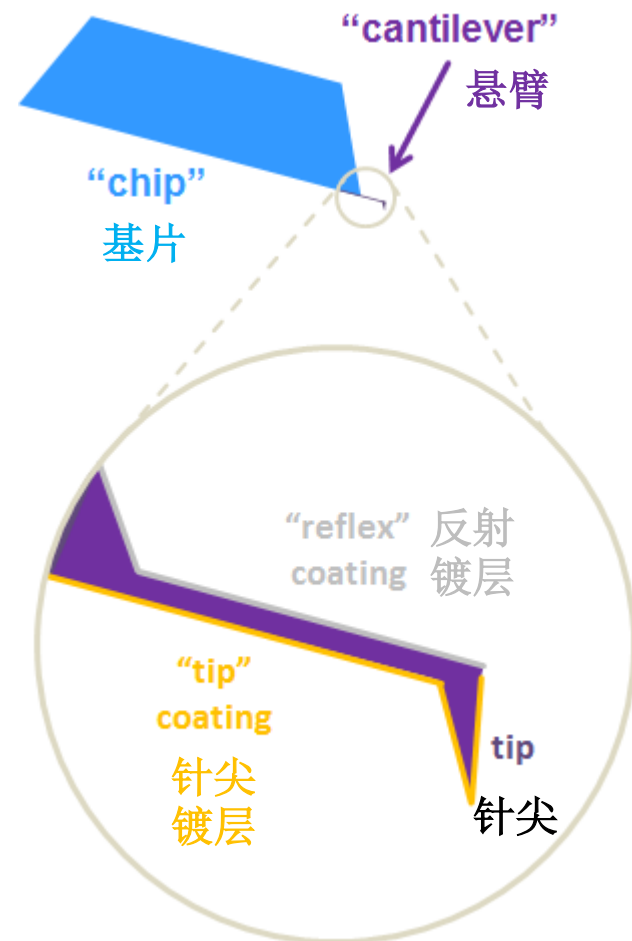 “cantilever”
悬臂
“chip”
基片
“reflex” 反射
coating 镀层
“tip”
coating
针尖
镀层
tip
针尖